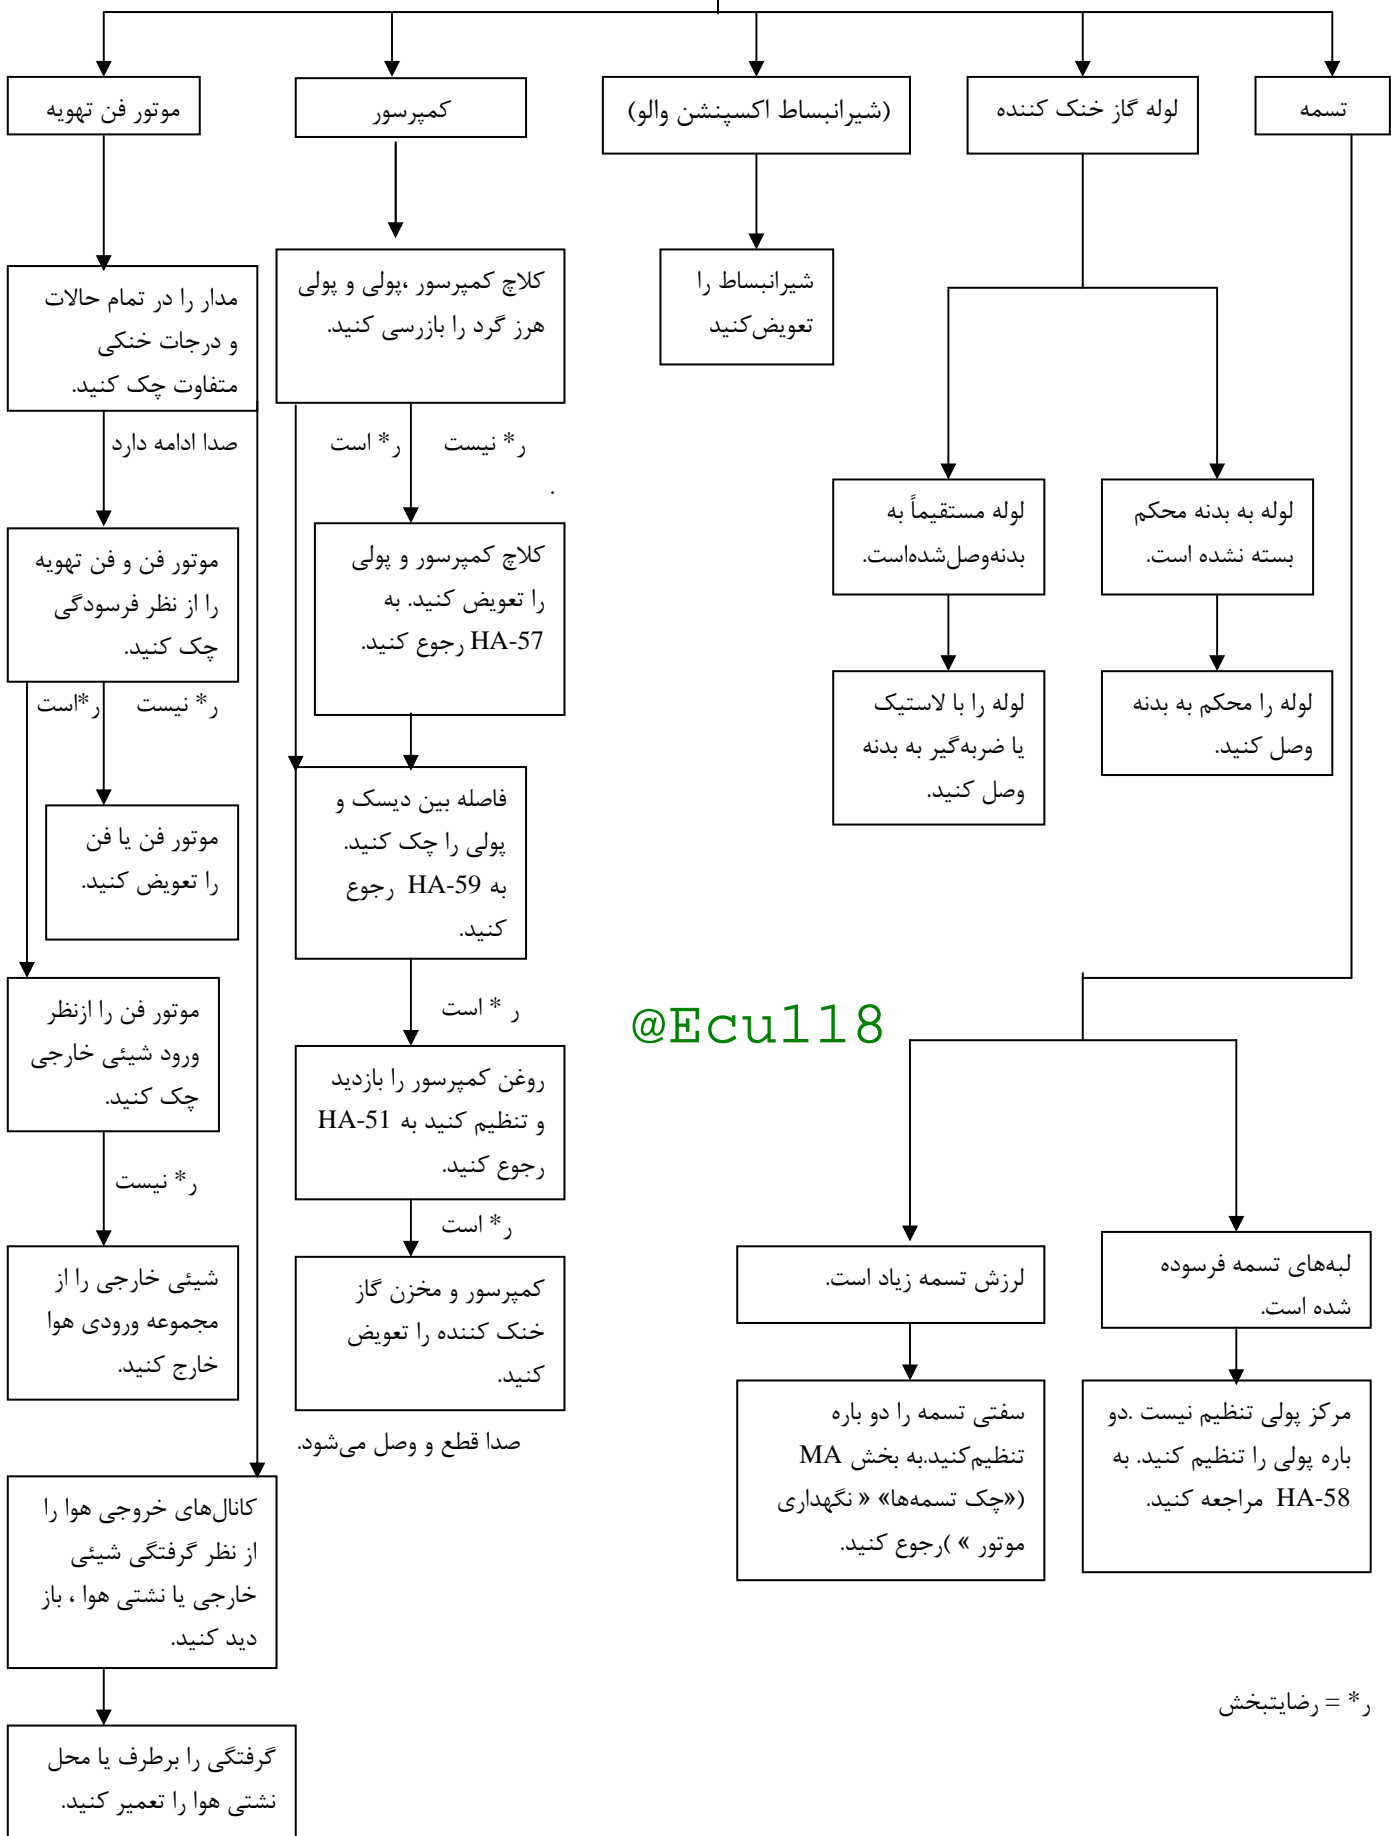 تسمه
لوله گاز خنک کننده
(شیرانبساط اکسپنشن والو)
کمپرسور
موتور فن تهویه
شیرانبساط را
تعویض‌کنید
کلاچ کمپرسور ،پولی و پولی
هرز گرد را بازرسی کنید.
مدار را در تمام حالات
و درجات خنکی
متفاوت چک کنید.
ر* نیست
ر* است
صدا ادامه دارد
.
لوله به بدنه محکم
بسته نشده است.
لوله مستقیماً به
بدنه‌وصل‌شده‌است.
کلاچ کمپرسور و پولی
را تعویض کنید. به
HA-57 رجوع کنید.
موتور فن و فن تهویه
را از نظر فرسودگی
چک کنید.
لوله را محکم به بدنه
وصل کنید.
لوله را با لاستیک
یا ضربه‌گیر به بدنه
وصل کنید.
ر* نیست
ر*است
فاصله بین دیسک و
پولی را چک کنید.
به HA-59 رجوع
کنید.
موتور فن یا فن
را تعویض کنید.
ر * است
موتور فن را ازنظر
ورود شیئی خارجی
چک کنید.
@Ecu118
روغن کمپرسور را بازدید
و تنظیم کنید به HA-51
رجوع کنید.
ر* نیست
ر* است
لبه‌های تسمه فرسوده
شده است.
لرزش تسمه زیاد است.
کمپرسور و مخزن گاز
خنک کننده را تعویض
کنید.
شیئی خارجی را از
مجموعه ورودی هوا
خارج کنید.
مرکز پولی تنظیم نیست .دو
باره پولی را تنظیم کنید. به
HA-58 مراجعه کنید.
سفتی تسمه را دو باره
تنظیم‌کنید.به بخش MA
(«چک تسمه‌ها» « نگهداری
موتور » )رجوع کنید.
صدا قطع و وصل می‌شود.
کانال‌های خروجی هوا را
از نظر گرفتگی شیئی
خارجی یا نشتی هوا ، باز
دید کنید.
ر* = رضایتبخش
گرفتگی را برطرف یا محل
نشتی هوا را تعمیر کنید.